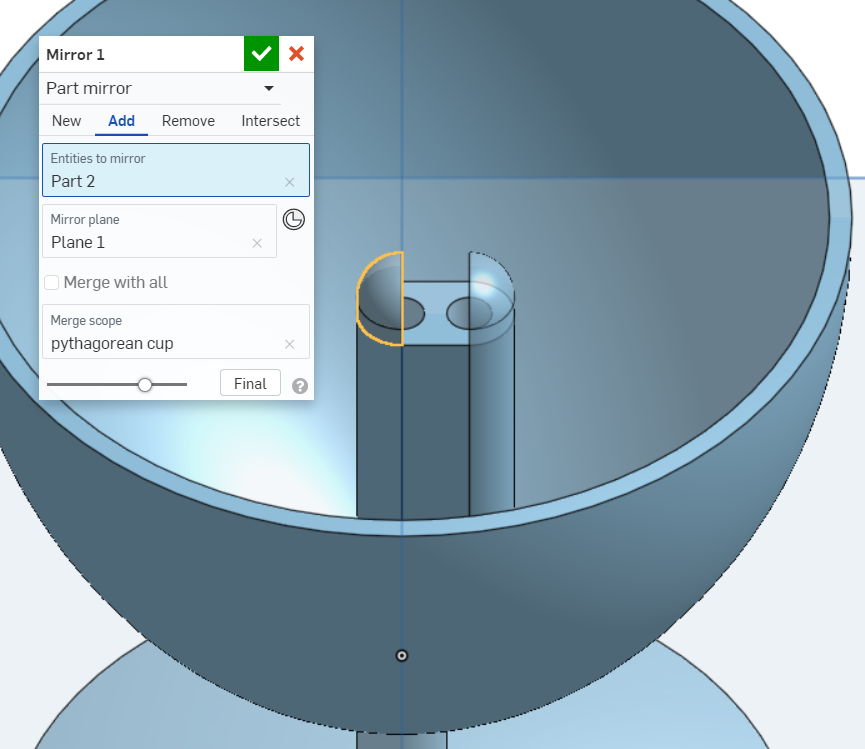 Mirror 1
Part mirror
New Add Remove Intersect
Entities to mirror
Part 2
Mirror plane
Plane 1
Merge with all
Merge scope
pythagorean cup
Final
?